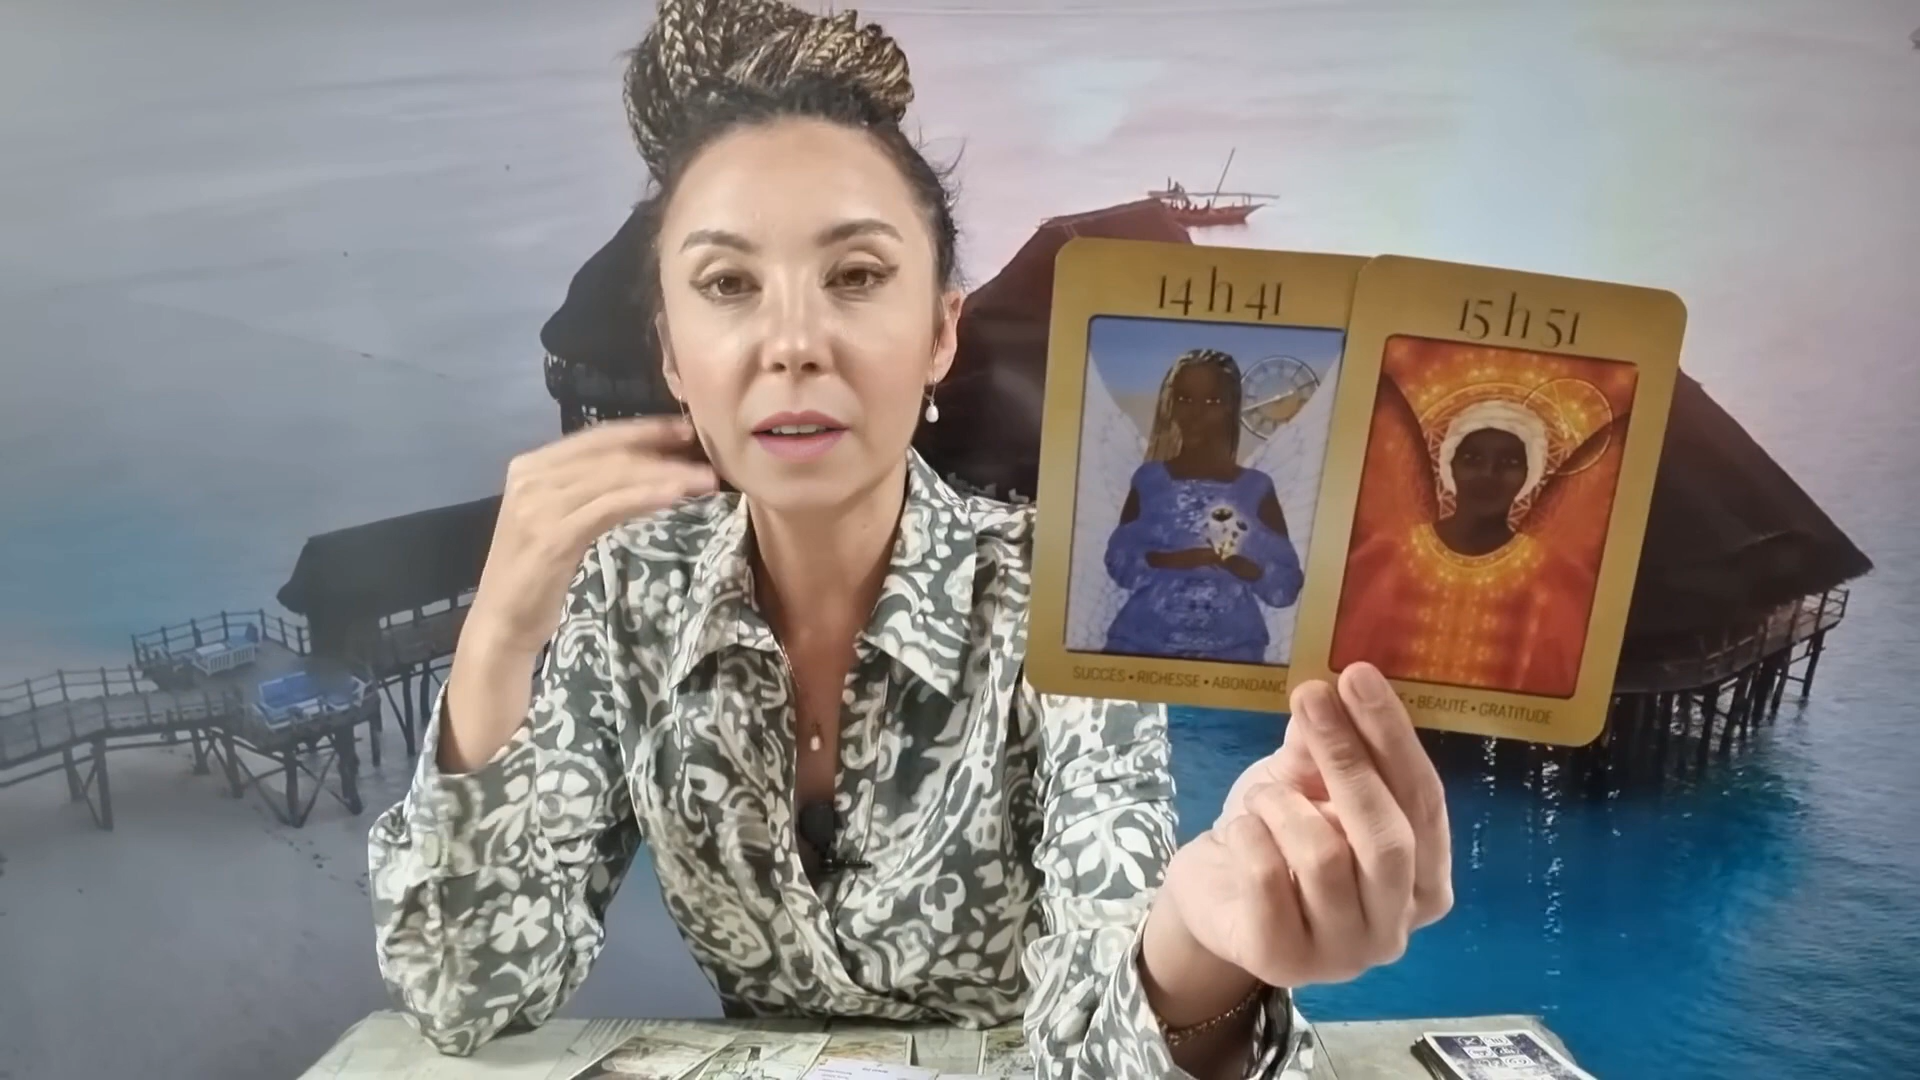 14 h 41
15 h 51
SUCCÈS • RICHESSE • ABONDANC
• BEAUTÉ • GRATITUDE